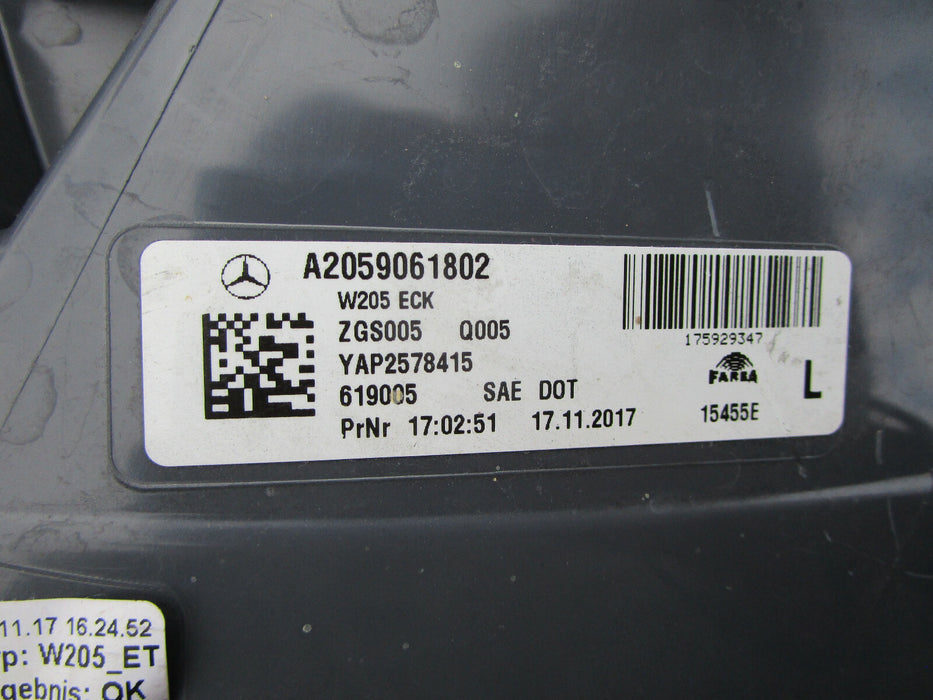 A2059061802
W205 ECK
ZGS005 Q005
YAP2578415
619005 SAE DOT
PrNr 17:02:51 17.11.2017
175929347
FARBA
L
15455E
11.17 16.24.52
p: W205_ET
gebnis: OK